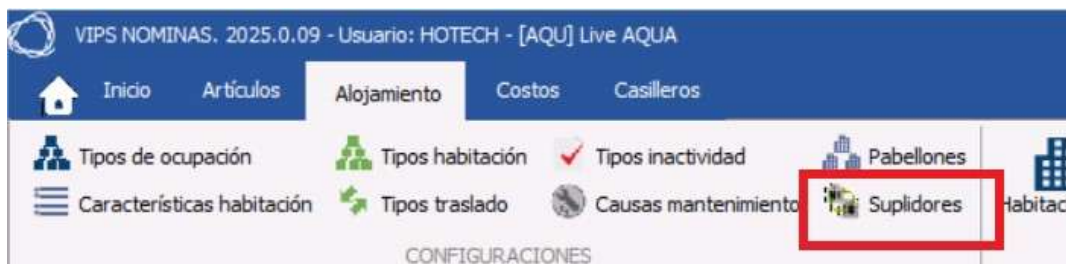 VIPS NOMINAS. 2025.0.09 - Usuario: HOTECH - [AQU] Live AQUA
Inicio Artículos Alojamiento Costos Casilleros
Tipos de ocupación Tipos habitación Tipos inactividad Pabellones
Características habitación Tipos traslado Causas mantenimiento Suplidores Habitac
CONFIGURACIONES